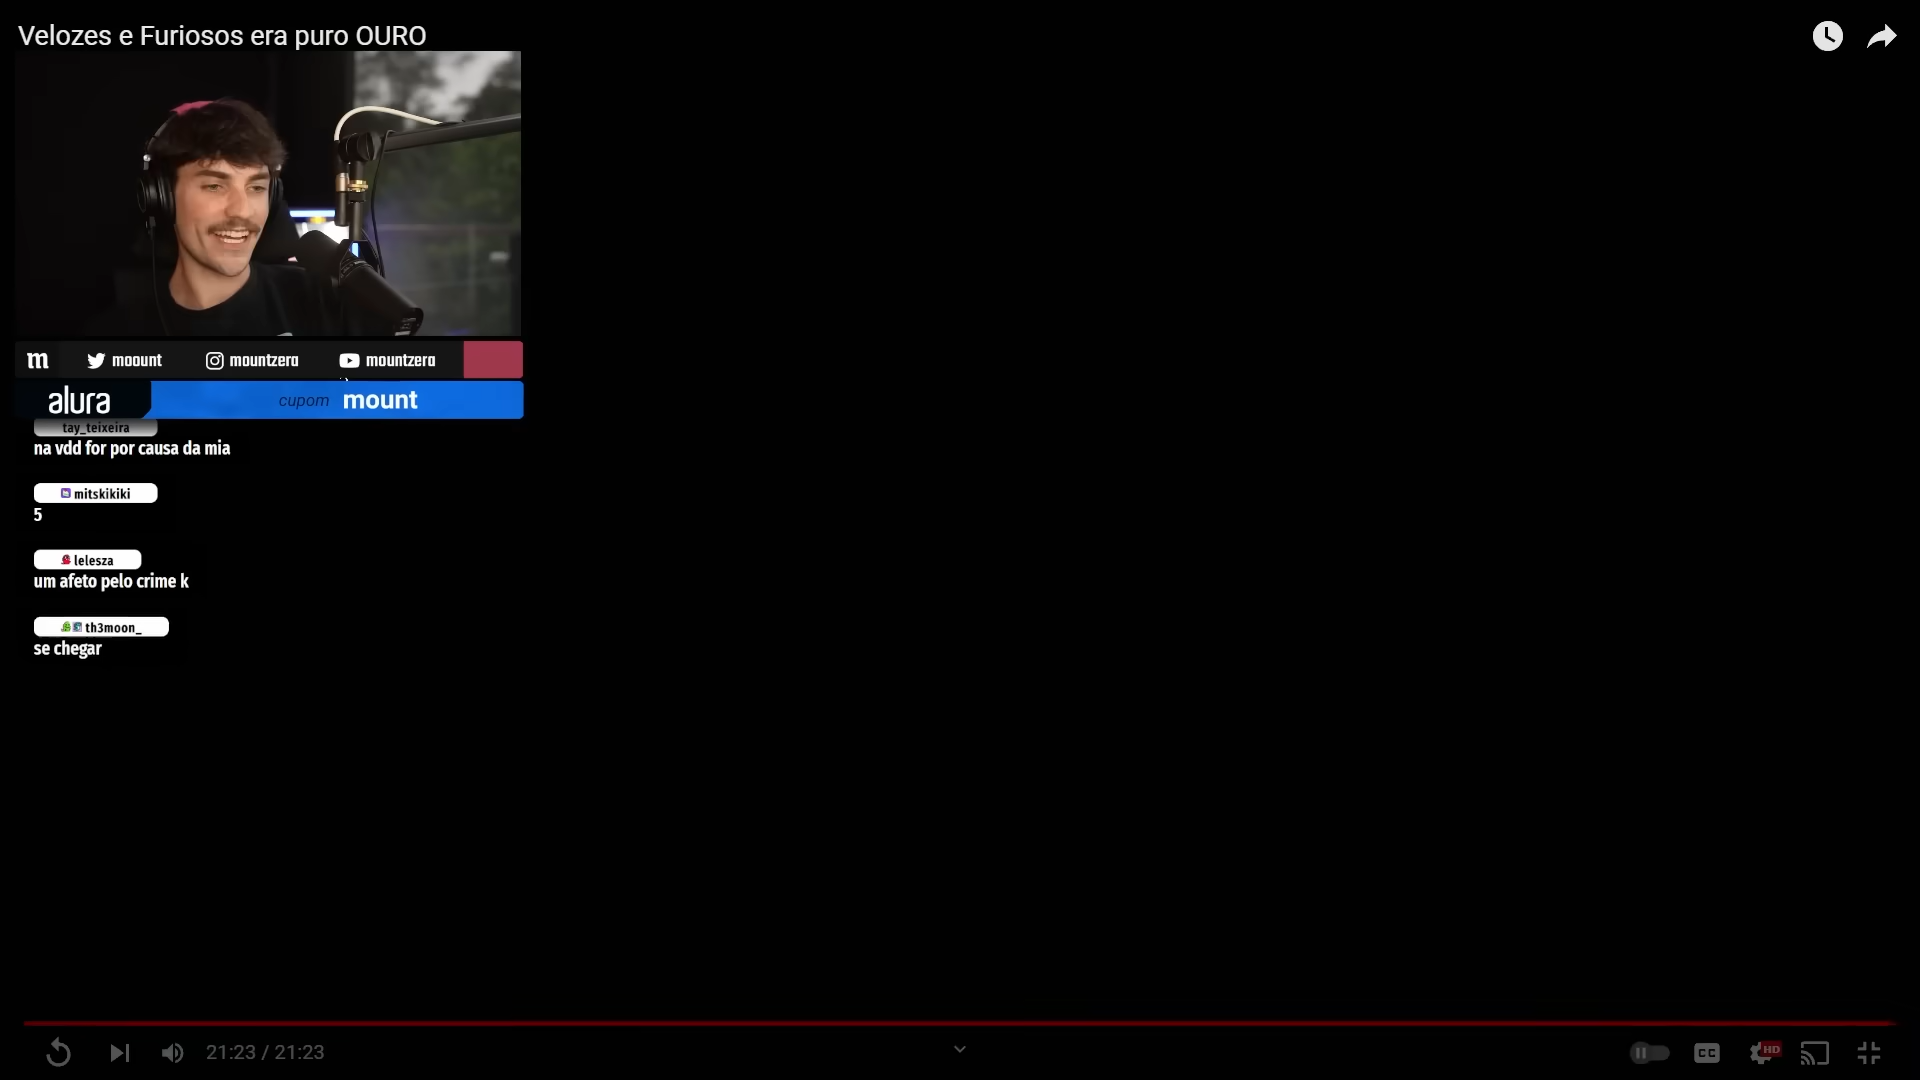 Velozes e Furiosos era puro OURO
m moount mountzera mountzera
alura cupom mount
tay_teixeira
na vdd for por causa da mia
mitskikiki
5
lelesza
um afeto pelo crime k
th3moon_
se chegar
21:23 / 21:23
CC HD